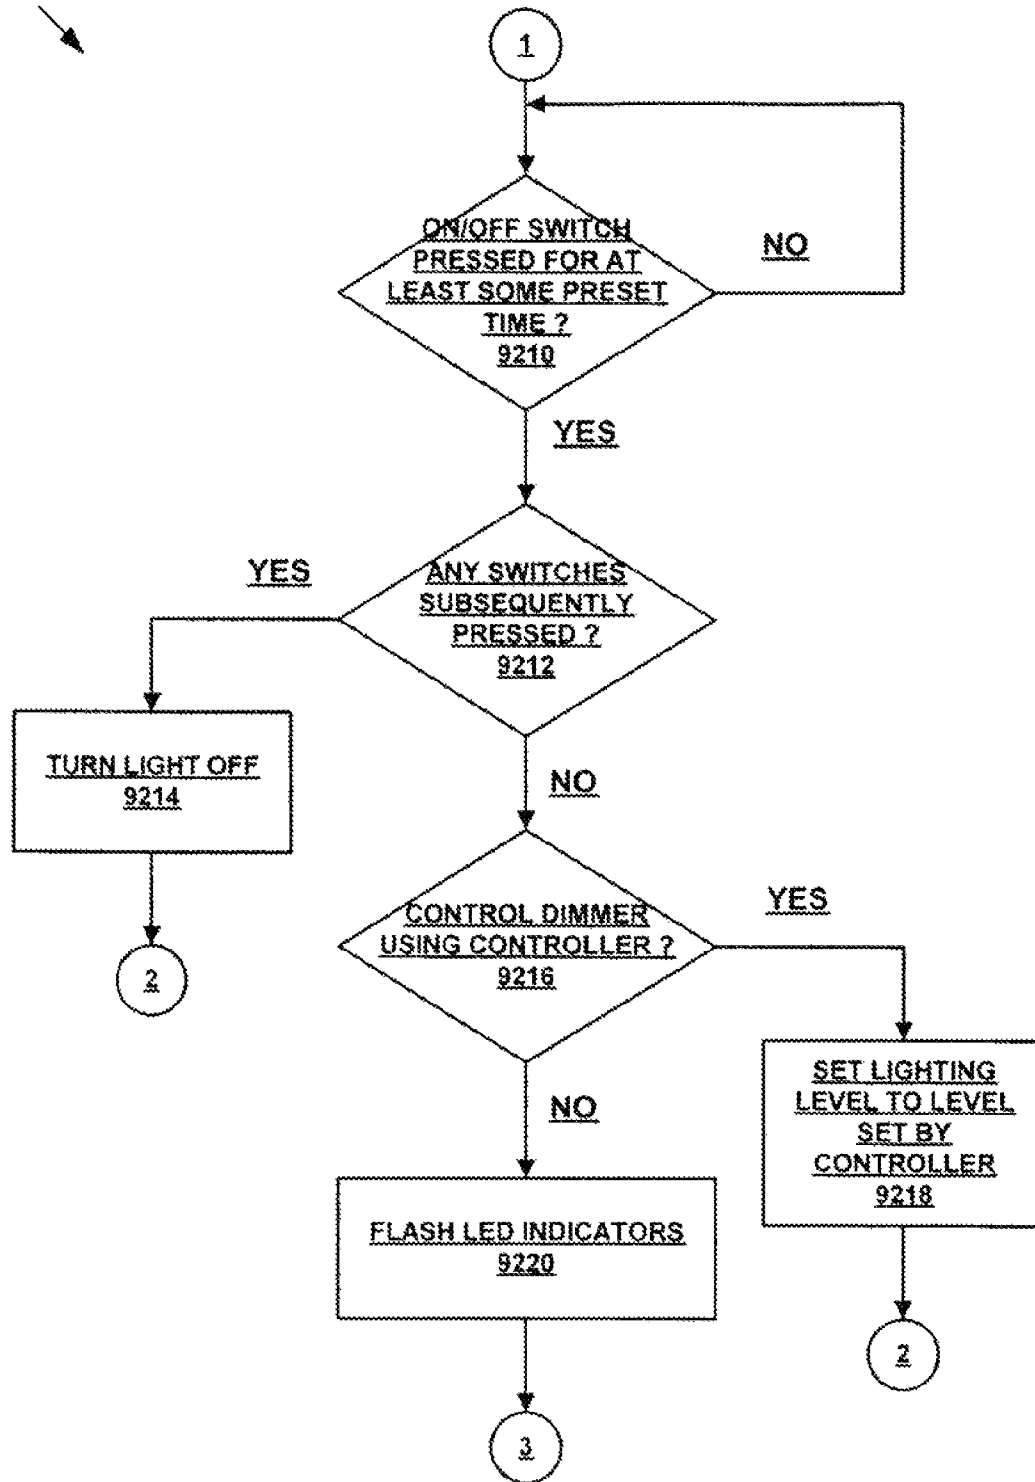 1
ON/OFF SWITCH
PRESSED FOR AT
LEAST SOME PRESET
TIME ?
9210
NO
YES
ANY SWITCHES
SUBSEQUENTLY
PRESSED ?
9212
YES
TURN LIGHT OFF
9214
2
NO
CONTROL DIMMER
USING CONTROLLER ?
9216
YES
SET LIGHTING
LEVEL TO LEVEL
SET BY
CONTROLLER
9218
2
NO
FLASH LED INDICATORS
9220
3